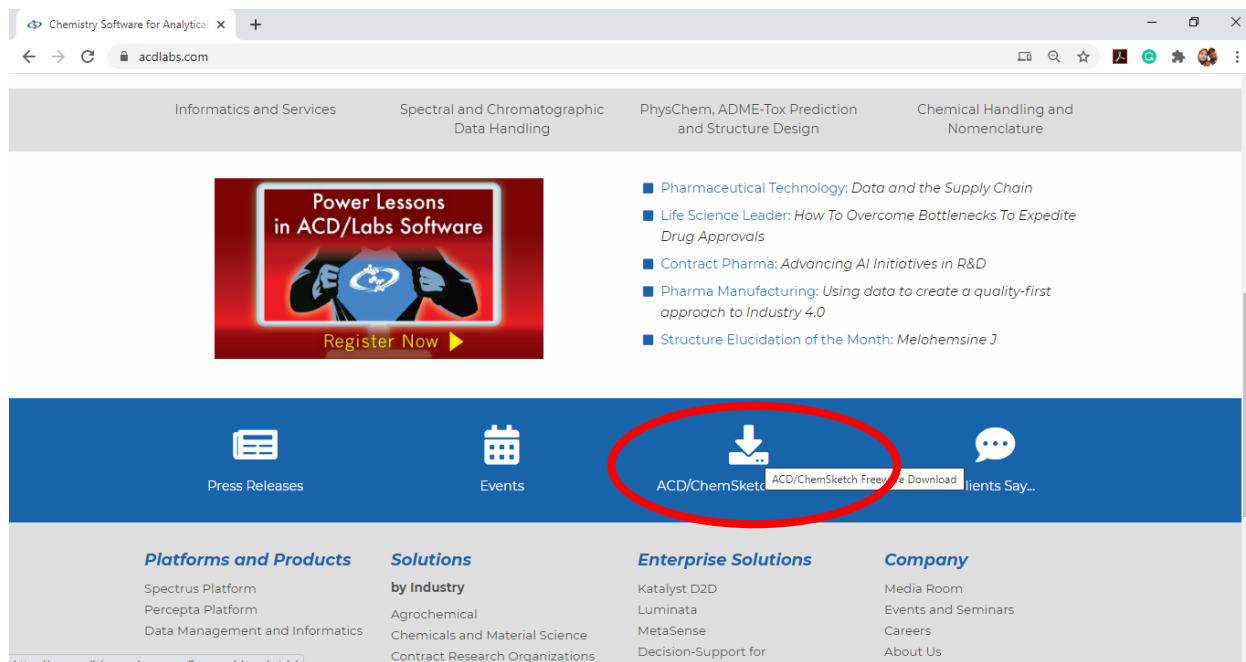 Chemistry Software for Analytical
acdlabs.com
Informatics and Services
Spectral and Chromatographic
Data Handling
PhysChem, ADME-Tox Prediction
and Structure Design
Chemical Handling and
Nomenclature
Power Lessons
in ACD/Labs Software
Register Now
Pharmaceutical Technology: Data and the Supply Chain
Life Science Leader: How To Overcome Bottlenecks To Expedite
Drug Approvals
Contract Pharma: Advancing AI Initiatives in R&D
Pharma Manufacturing: Using data to create a quality-first
approach to Industry 4.0
Structure Elucidation of the Month: Melohemsine J
Press Releases
Events
ACD/ChemSketc
ACD/ChemSketch Freeware Download
lients Say...
Platforms and Products
Spectrus Platform
Percepta Platform
Data Management and Informatics
Solutions
by Industry
Agrochemical
Chemicals and Material Science
Contract Research Organizations
Enterprise Solutions
Katalyst D2D
Luminata
MetaSense
Decision-Support for
Company
Media Room
Events and Seminars
Careers
About Us